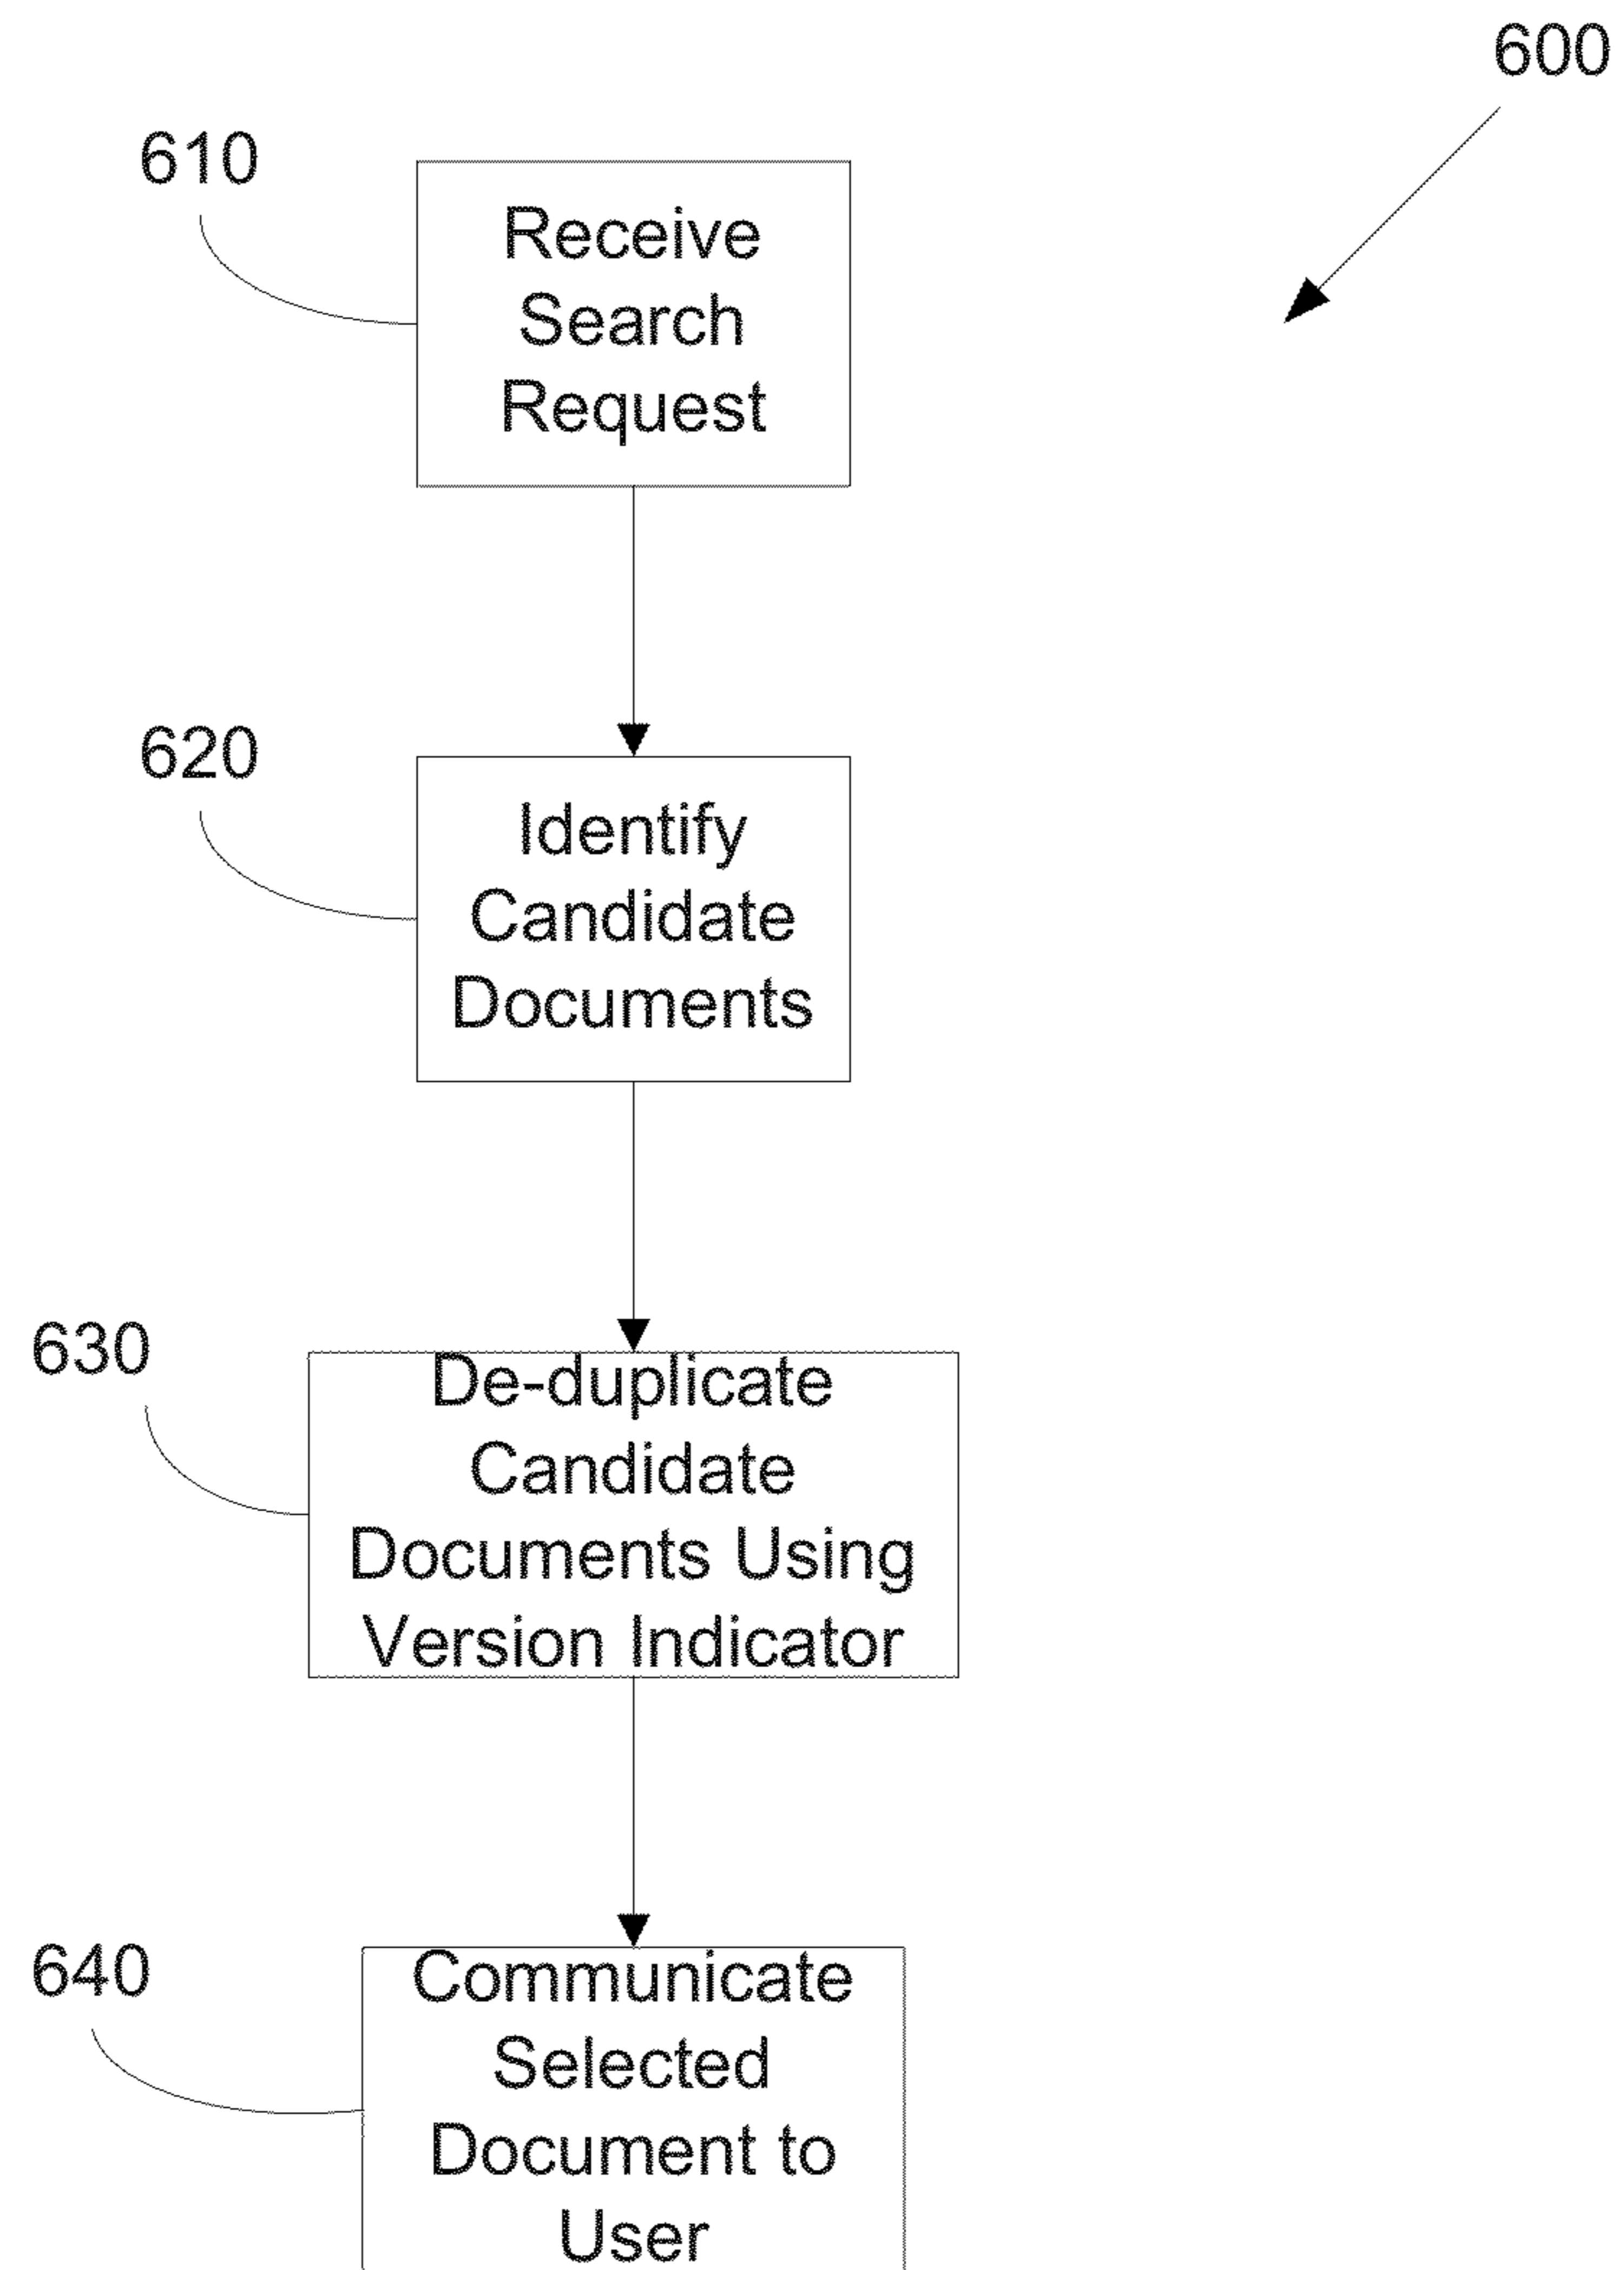 600
610
Receive
Search
Request
620
Identify
Candidate
Documents
630
De-duplicate
Candidate
Documents Using
Version Indicator
640
Communicate
Selected
Document to
User